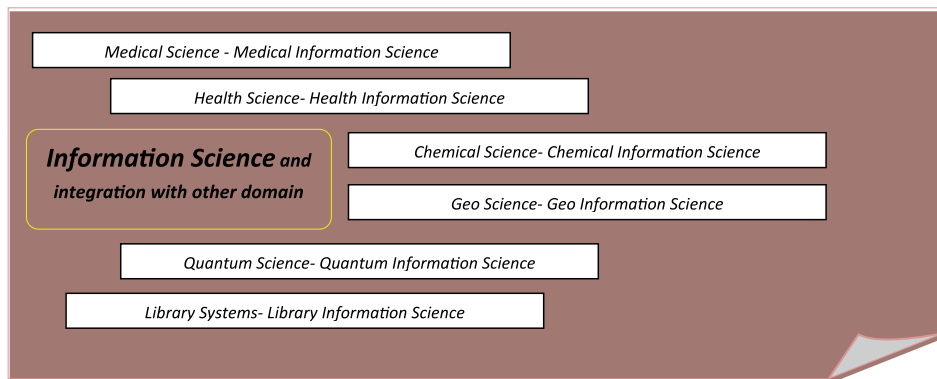 Medical Science - Medical Information Science
Health Science- Health Information Science
Information Science and
integration with other domain
Chemical Science- Chemical Information Science
Geo Science- Geo Information Science
Quantum Science- Quantum Information Science
Library Systems- Library Information Science